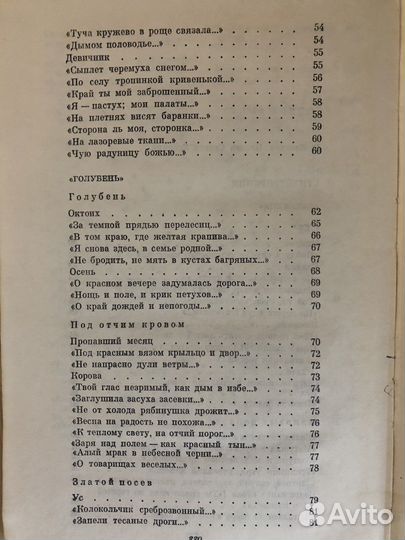 «Туча кружево в роще связала...» . . . . . . . 54
«Дымом половодье...» . . . . . . . . . . . 54
Девичник . . . . . . . . . . . . . . . 55
«Сыплет черемуха снегом...» . . . . . . . . . 55
«По селу тропинкой кривенькой...» . . . . . . . 56
«Край ты мой заброшенный...» . . . . . . . . 57
«Я — пастух; мои палаты...» . . . . . . . . . 58
«На плетнях висят баранки...» . . . . . . . . 58
«Сторона ль моя, сторонка...» . . . . . . . . 59
«На лазоревые ткани...» . . . . . . . . . . 60
«Чую радуницу божью...» . . . . . . . . . . 60
«ГОЛУБЕНЬ»
Голубень
Октоих . . . . . . . . . . . . . . . . 62
«За темной прядью перелесиц...» . . . . . . . 65
«В том краю, где желтая крапива...» . . . . . . 66
«Я снова здесь, в семье родной...» . . . . . . . 67
«Не бродить, не мять в кустах багряных...» . . . . 67
Осень . . . . . . . . . . . . . . . . 68
«О красном вечере задумалась дорога...» . . . . . 69
«Нощь и поле, и крик петухов...» . . . . . . . 69
«О край дождей и непогоды...» . . . . . . . . 70
Под отчим кровом
Пропавший месяц . . . . . . . . . . . . 70
«Под красным вязом крыльцо и двор...» . . . . . 72
«Не напрасно дули ветры...» . . . . . . . . . 72
Корова . . . . . . . . . . . . . . . . 73
«Твой глас незримый, как дым в избе...» . . . . . 74
«Заглушила засуха засевки...» . . . . . . . . 74
«Не от холода рябинушка дрожит...» . . . . . . 75
«Весна на радость не похожа...» . . . . . . . 76
«К теплому свету, на отчий порог...» . . . . . . 76
«Заря над полем — как красный тын...» . . . . . 77
«Алый мрак в небесной черни...» . . . . . . . 77
«О товарищах веселых...» . . . . . . . . . . 78
Златой посев
Ус . . . . . . . . . . . . . . . . . . 79
«Колокольчик среброзвонный...» . . . . . . . 81
«Запели тесаные дроги...» . . . . . . . . . 81
Avito